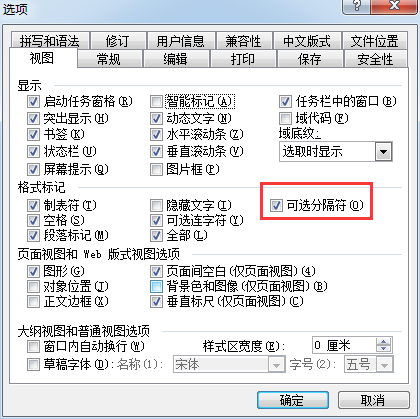 选项
拼写和语法 修订 用户信息 兼容性 中文版式 文件位置
视图 常规 编辑 打印 保存 安全性
显示
启动任务窗格(R) 智能标记(A) 任务栏中的窗口(B)
突出显示(H) 动态文字(N) 域代码(F)
书签(K) 水平滚动条(Z) 域底纹:
状态栏(U) 垂直滚动条(V) 选取时显示
屏幕提示(Q) 图片框(P)
格式标记
制表符(T) 隐藏文字(I) 可选分隔符(O)
空格(S) 可选连字符(Y)
段落标记(M) 全部(L)
页面视图和 Web 版式视图选项
图形(G) 页面间空白(仅页面视图)(4)
对象位置(J) 背景色和图像(仅页面视图)(B)
正文边框(X) 垂直标尺(仅页面视图)(C)
大纲视图和普通视图选项
窗口内自动换行(W) 样式区宽度(E): 0 厘米
草稿字体(D): 名称(1): 宋体 字号(2): 五号
确定 取消